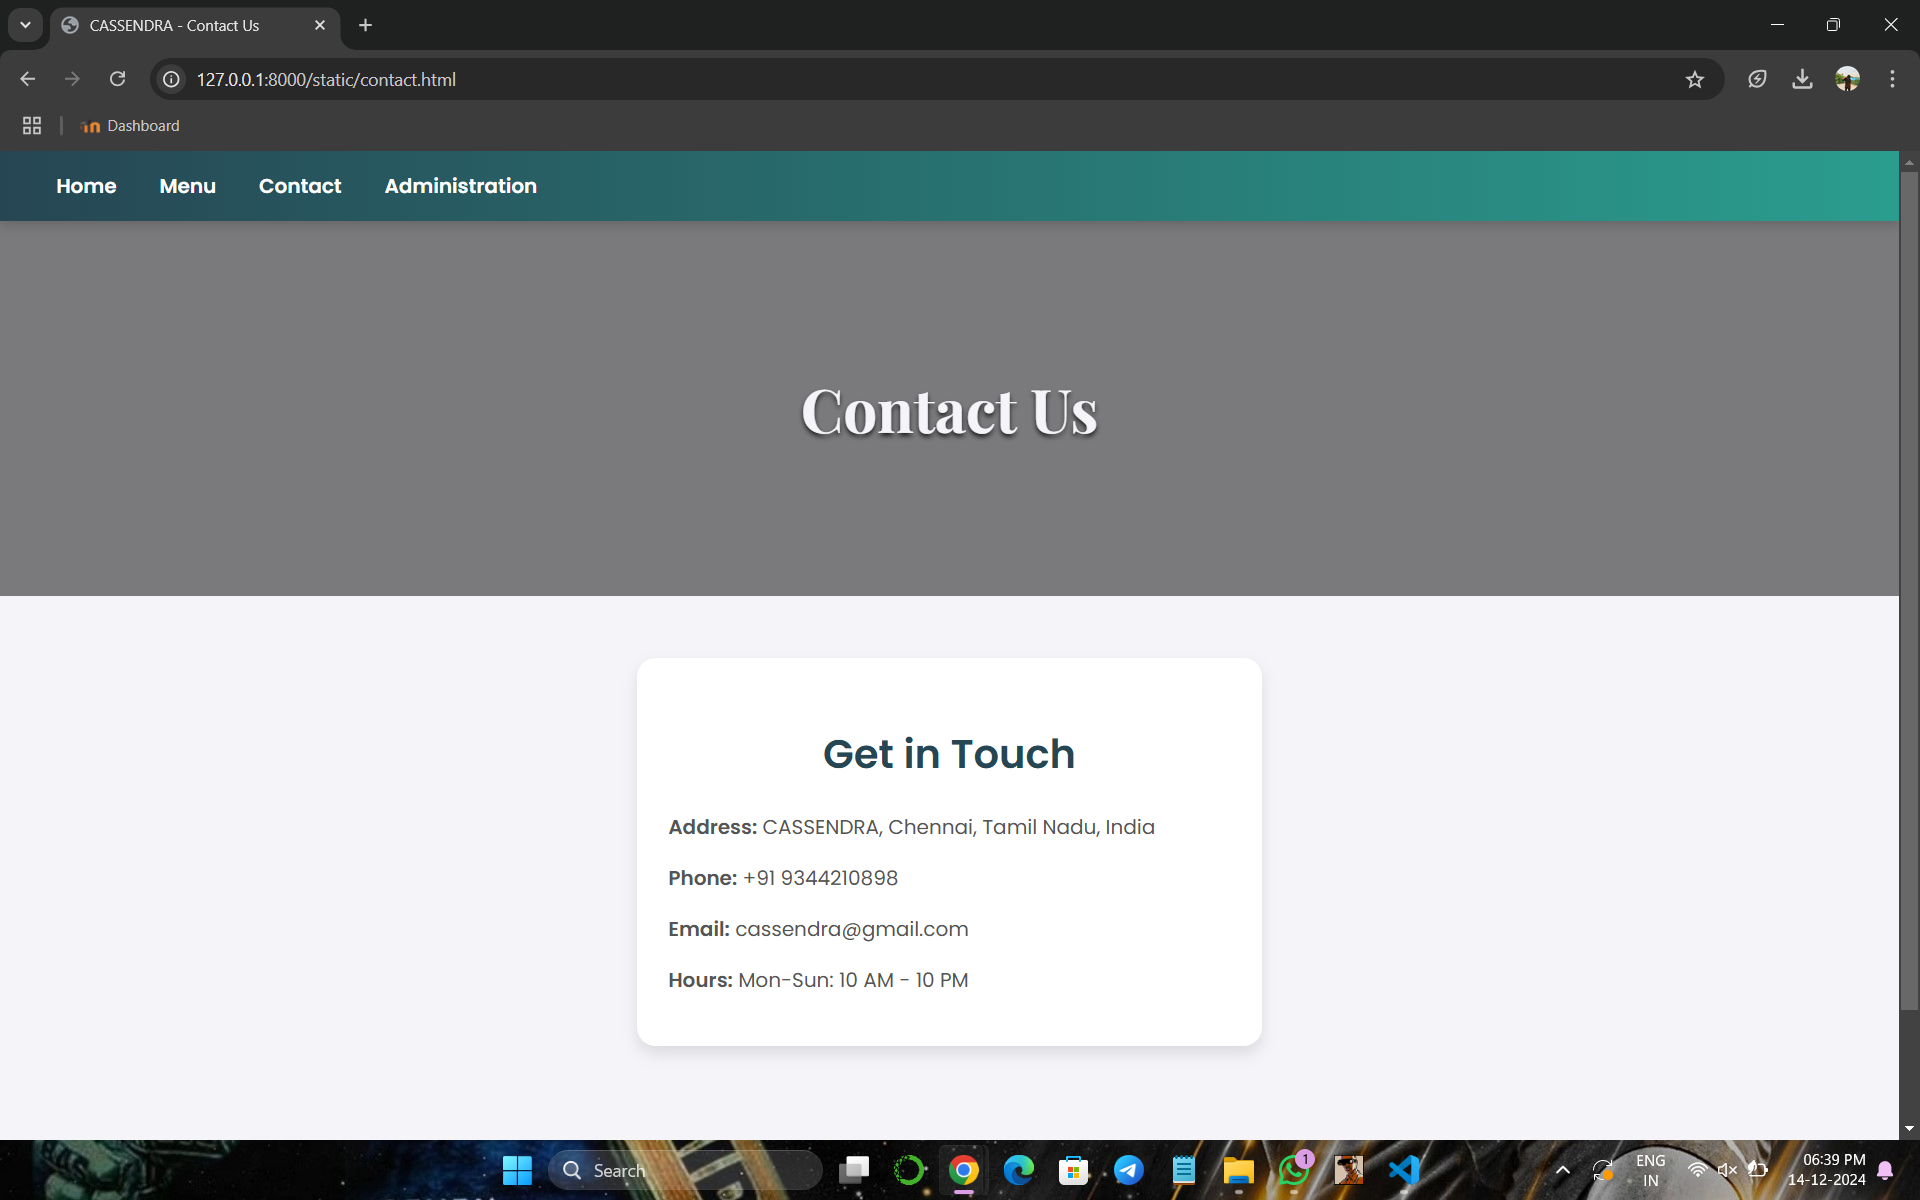 CASSENDRA - Contact Us
127.0.0.1:8000/static/contact.html
Dashboard
Home Menu Contact Administration
Contact Us
Get in Touch
Address: CASSENDRA, Chennai, Tamil Nadu, India
Phone: +91 9344210898
Email: cassendra@gmail.com
Hours: Mon-Sun: 10 AM - 10 PM
Search
1
ENG
IN
06:39 PM
14-12-2024